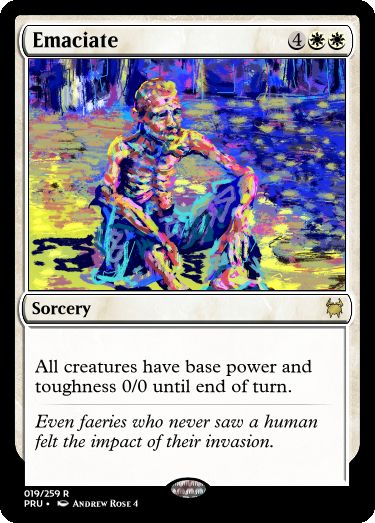 Emaciate 4
Sorcery
All creatures have base power and
toughness 0/0 until end of turn.
Even faeries who never saw a human
felt the impact of their invasion.
019/259 R
PRU • Andrew Rose 4